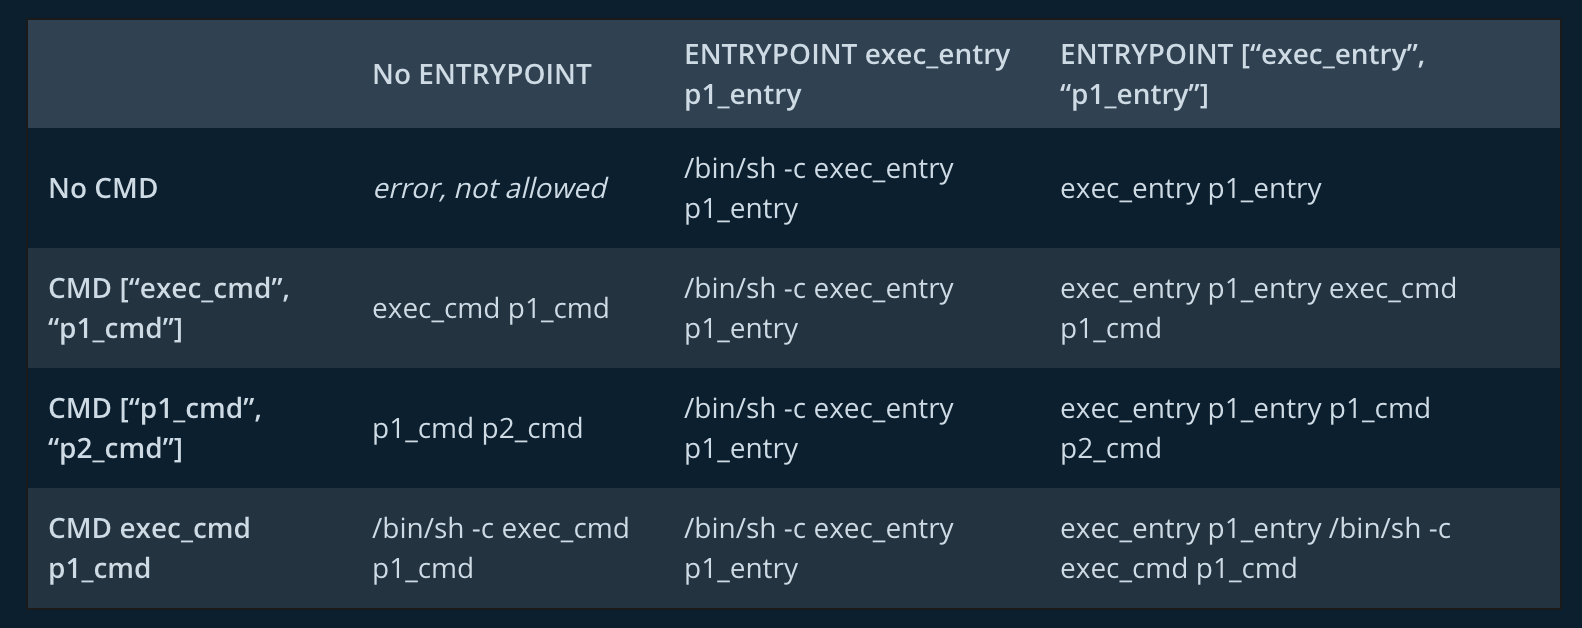 No ENTRYPOINT
ENTRYPOINT exec_entry
p1_entry
ENTRYPOINT [“exec_entry”,
“p1_entry”]
No CMD
error, not allowed
/bin/sh -c exec_entry
p1_entry
exec_entry p1_entry
CMD [“exec_cmd”,
“p1_cmd”]
exec_cmd p1_cmd
/bin/sh -c exec_entry
p1_entry
exec_entry p1_entry exec_cmd
p1_cmd
CMD [“p1_cmd”,
“p2_cmd”]
p1_cmd p2_cmd
/bin/sh -c exec_entry
p1_entry
exec_entry p1_entry p1_cmd
p2_cmd
CMD exec_cmd
p1_cmd
/bin/sh -c exec_cmd
p1_cmd
/bin/sh -c exec_entry
p1_entry
exec_entry p1_entry /bin/sh -c
exec_cmd p1_cmd